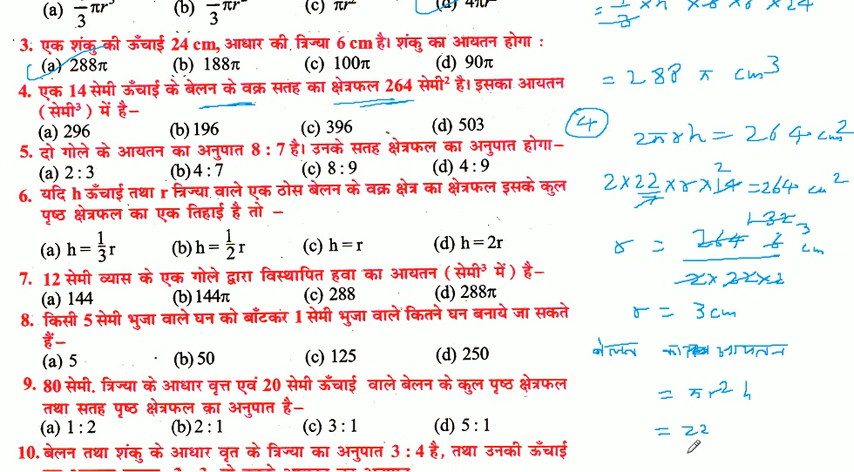 (a) 1/3 πr³ (b) 1/3 πr² (c) πr² (d) 4πr²
3. एक शंकु की ऊँचाई 24 cm, आधार की त्रिज्या 6 cm है। शंकु का आयतन होगा :
(a) 288π (b) 188π (c) 100π (d) 90π
4. एक 14 सेमी ऊँचाई के बेलन के वक्र सतह का क्षेत्रफल 264 सेमी² है। इसका आयतन
(सेमी³) में है–
(a) 296 (b) 196 (c) 396 (d) 503
5. दो गोले के आयतन का अनुपात 8 : 7 है। उनके सतह क्षेत्रफल का अनुपात होगा–
(a) 2 : 3 (b) 4 : 7 (c) 8 : 9 (d) 4 : 9
6. यदि h ऊँचाई तथा r त्रिज्या वाले एक ठोस बेलन के वक्र क्षेत्र का क्षेत्रफल इसके कुल
पृष्ठ क्षेत्रफल का एक तिहाई है तो –
(a) h = 1/3 r (b) h = 1/2 r (c) h = r (d) h = 2r
7. 12 सेमी व्यास के एक गोले द्वारा विस्थापित हवा का आयतन (सेमी³ में) है–
(a) 144 (b) 144π (c) 288 (d) 288π
8. किसी 5 सेमी भुजा वाले घन को बाँटकर 1 सेमी भुजा वाले कितने घन बनाये जा सकते
हैं–
(a) 5 (b) 50 (c) 125 (d) 250
9. 80 सेमी. त्रिज्या के आधार वृत्त एवं 20 सेमी ऊँचाई वाले बेलन के कुल पृष्ठ क्षेत्रफल
तथा सतह पृष्ठ क्षेत्रफल का अनुपात है–
(a) 1 : 2 (b) 2 : 1 (c) 3 : 1 (d) 5 : 1
10. बेलन तथा शंकु के आधार वृत के त्रिज्या का अनुपात 3 : 4 है, तथा उनकी ऊँचाई
= 288 π cm³
4
2πrh = 264 cm²
2 × 22/7 × r × 14 = 264 cm²
r = 264 / 2×22×2 cm
r = 3 cm
बेलन का आयतन
= πr²h
= 22